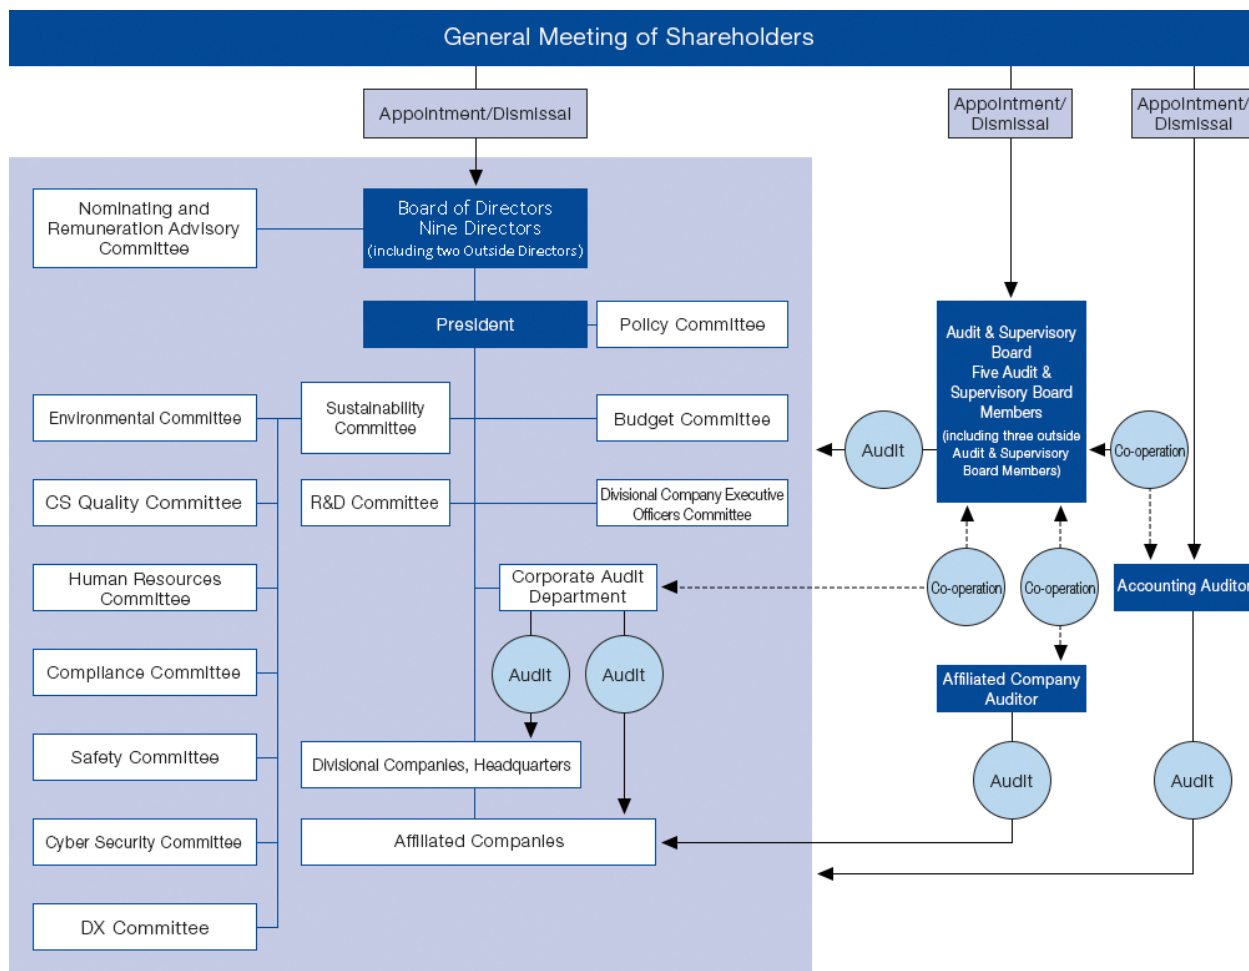 General Meeting of Shareholders
Appointment/Dismissal
Appointment/
Dismissal
Appointment/
Dismissal
Nominating and
Remuneration Advisory
Committee
Board of Directors
Nine Directors
(including two Outside Directors)
President
Policy Committee
Audit & Supervisory
Board
Five Audit &
Supervisory Board
Members
(including three outside
Audit & Supervisory
Board Members)
Environmental Committee
Sustainability
Committee
Budget Committee
Audit
Co-operation
CS Quality Committee
R&D Committee
Divisional Company Executive
Officers Committee
Human Resources
Committee
Corporate Audit
Department
Co-operation
Co-operation
Accounting Auditor
Compliance Committee
Audit
Audit
Affiliated Company
Auditor
Safety Committee
Divisional Companies, Headquarters
Audit
Audit
Cyber Security Committee
Affiliated Companies
DX Committee